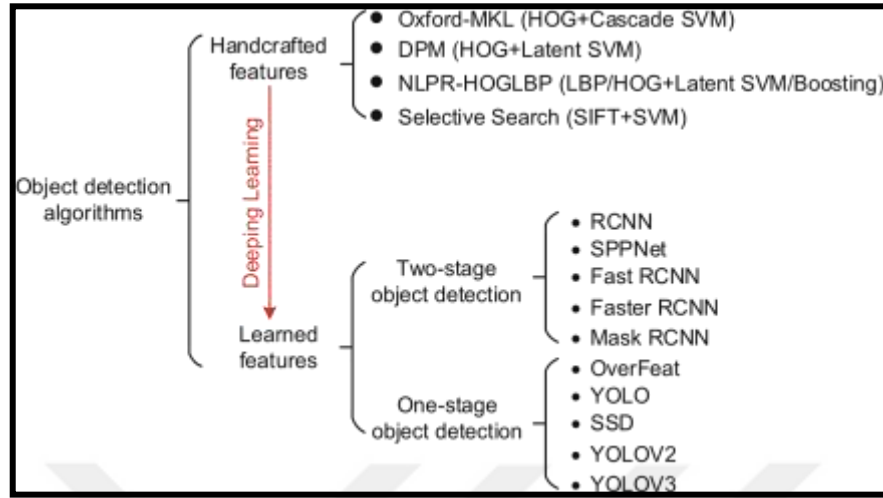 Object detection
algorithms
Handcrafted
features
● Oxford-MKL (HOG+Cascade SVM)
● DPM (HOG+Latent SVM)
● NLPR-HOGLBP (LBP/HOG+Latent SVM/Boosting)
● Selective Search (SIFT+SVM)
Deeping Learning
Learned
features
Two-stage
object detection
• RCNN
• SPPNet
• Fast RCNN
• Faster RCNN
• Mask RCNN
One-stage
object detection
• OverFeat
• YOLO
• SSD
• YOLOV2
• YOLOV3